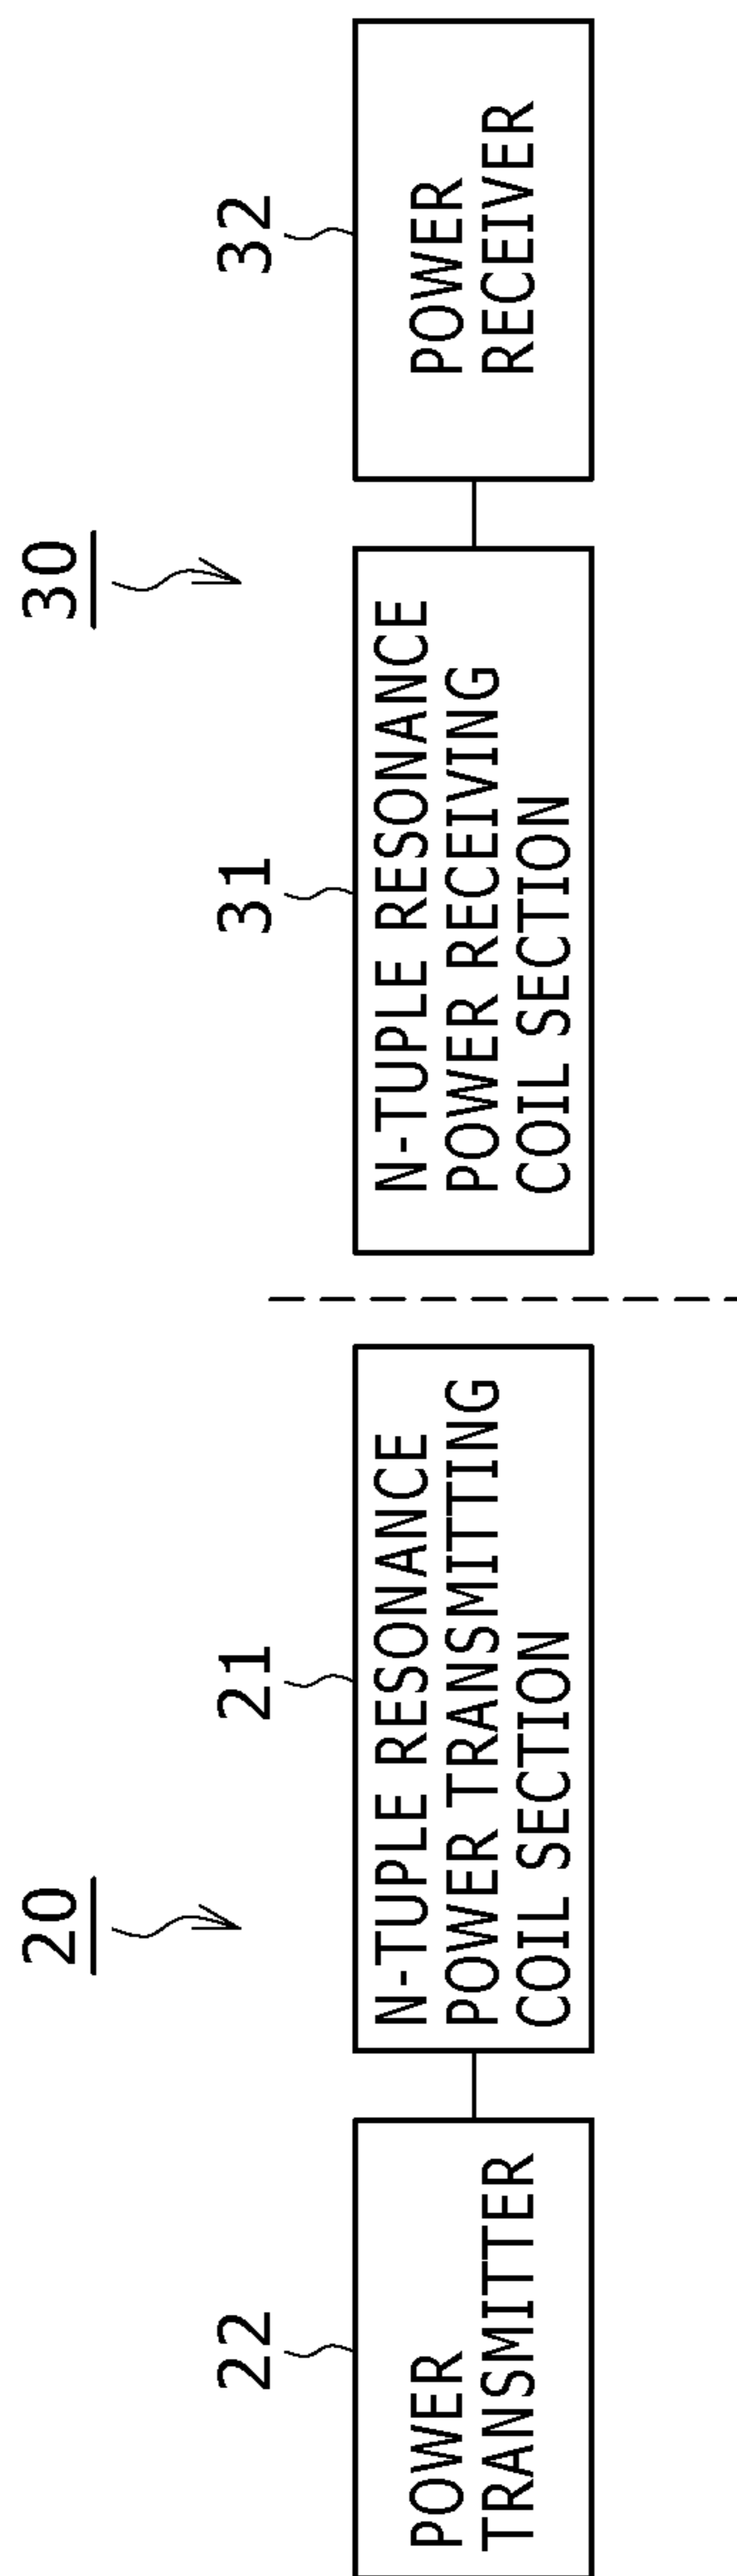 20
30
22
21
31
32
POWER
TRANSMITTER
N-TUPLE RESONANCE
POWER TRANSMITTING
COIL SECTION
N-TUPLE RESONANCE
POWER RECEIVING
COIL SECTION
POWER
RECEIVER